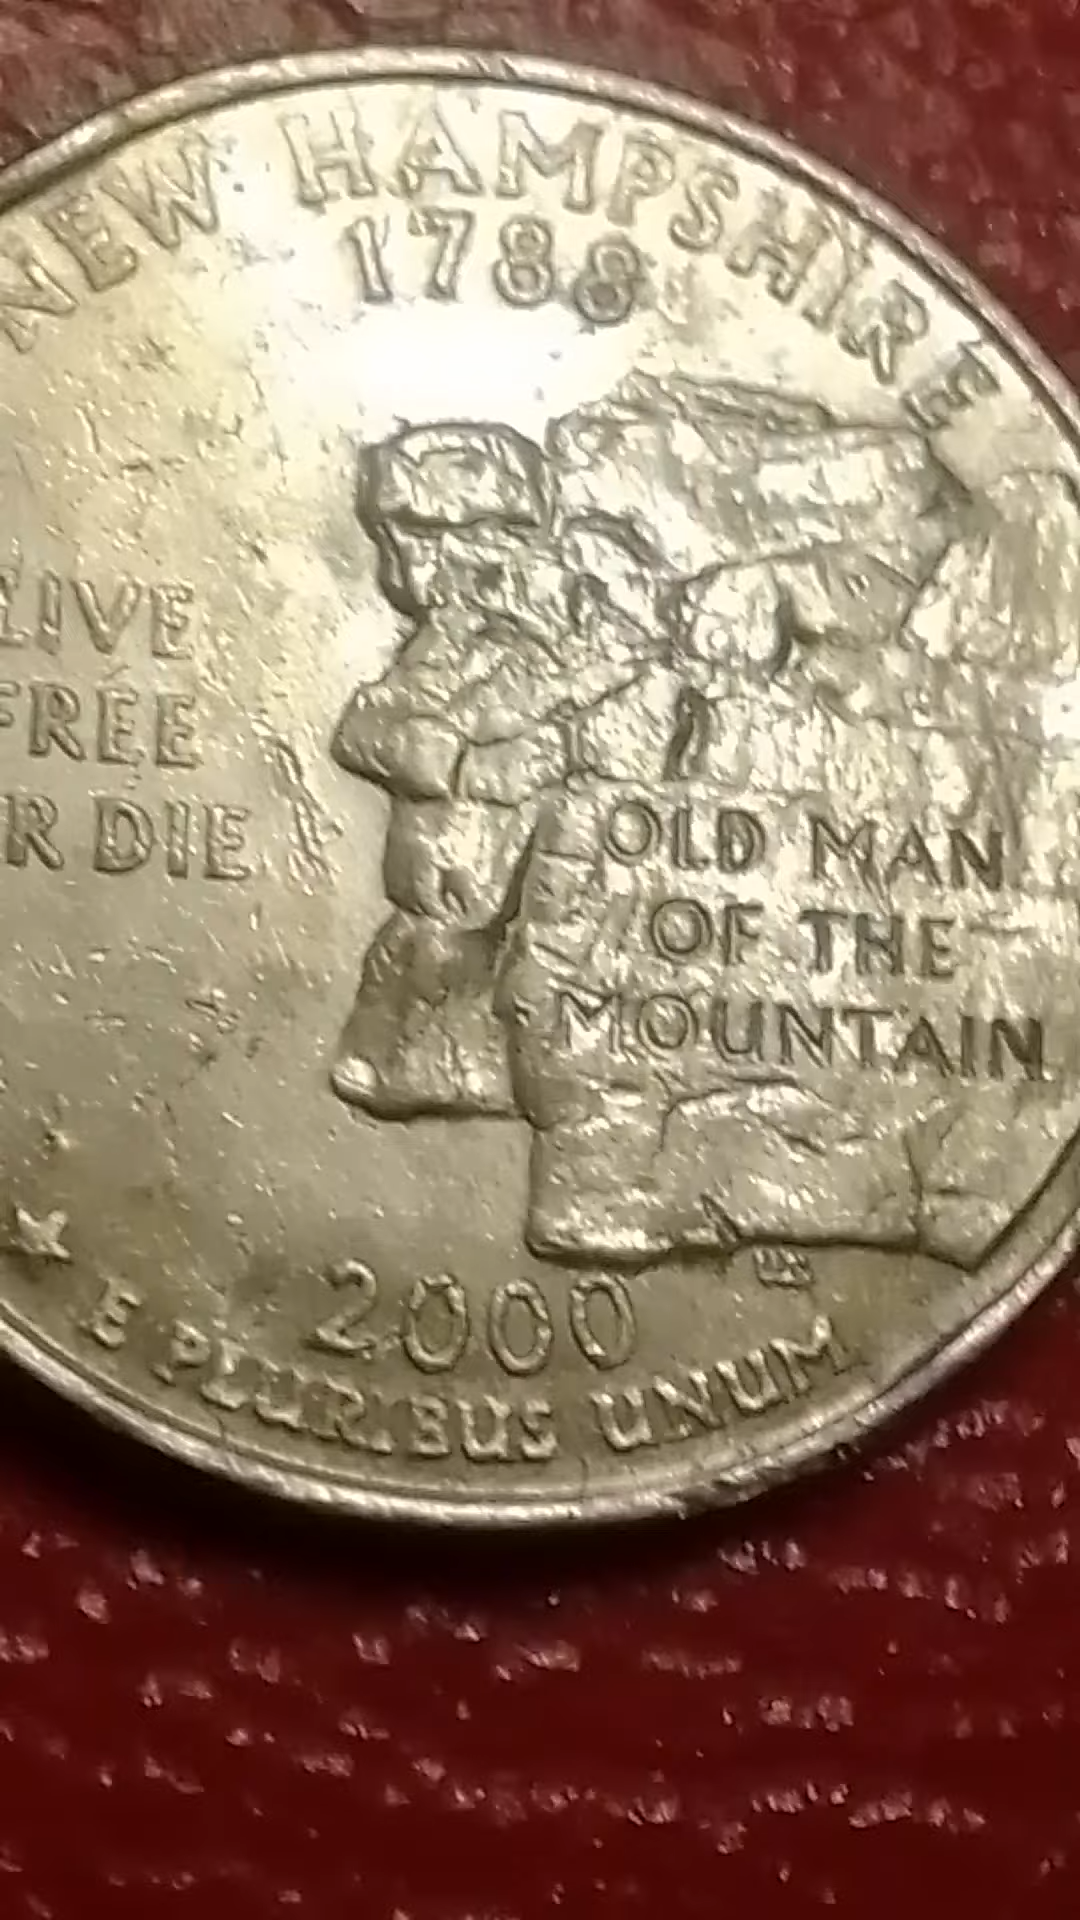 NEW HAMPSHIRE
1788
LIVE
FREE
R DIE
OLD MAN
OF THE
MOUNTAIN
2000
E PLURIBUS UNUM